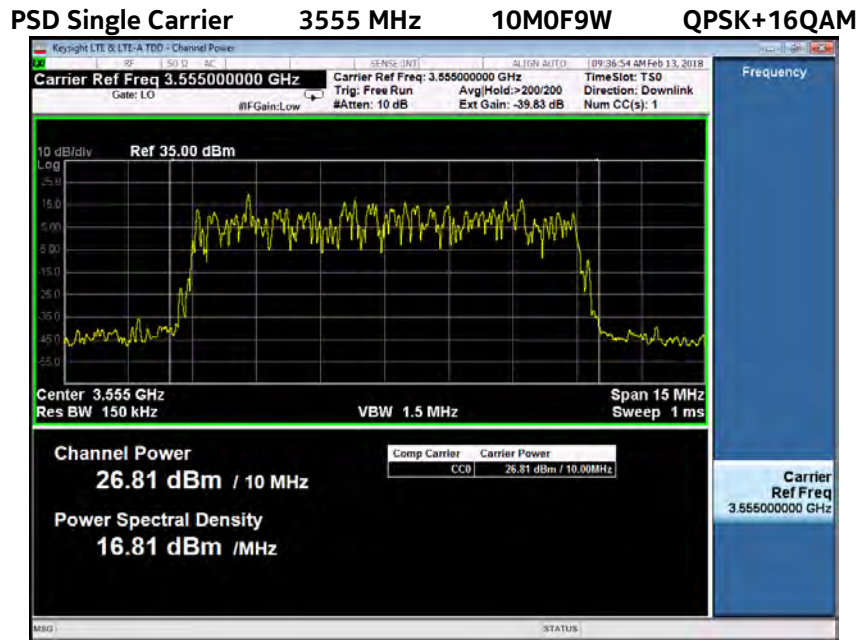 PSD Single Carrier 3555 MHz 10M0F9W QPSK+16QAM
Keysight LTE & LTE-A TDD - Channel Power
RF 50 Ω AC SENSE:INT ALIGN AUTO 09:36:54 AM Feb 13, 2018
Carrier Ref Freq 3.555000000 GHz Carrier Ref Freq: 3.555000000 GHz TimeSlot: TS0 Frequency
Gate: LO Trig: Free Run Avg|Hold:>200/200 Direction: Downlink
#IFGain:Low #Atten: 10 dB Ext Gain: -39.83 dB Num CC(s): 1
10 dB/div Ref 35.00 dBm
Log
25.0
15.0
5.00
-5.00
-15.0
-25.0
-35.0
-45.0
-55.0
Center 3.555 GHz Span 15 MHz
Res BW 150 kHz VBW 1.5 MHz Sweep 1 ms
Channel Power
26.81 dBm / 10 MHz
Power Spectral Density
16.81 dBm /MHz
Comp Carrier Carrier Power
CC0 26.81 dBm / 10.00MHz
Carrier
Ref Freq
3.555000000 GHz
MSG STATUS